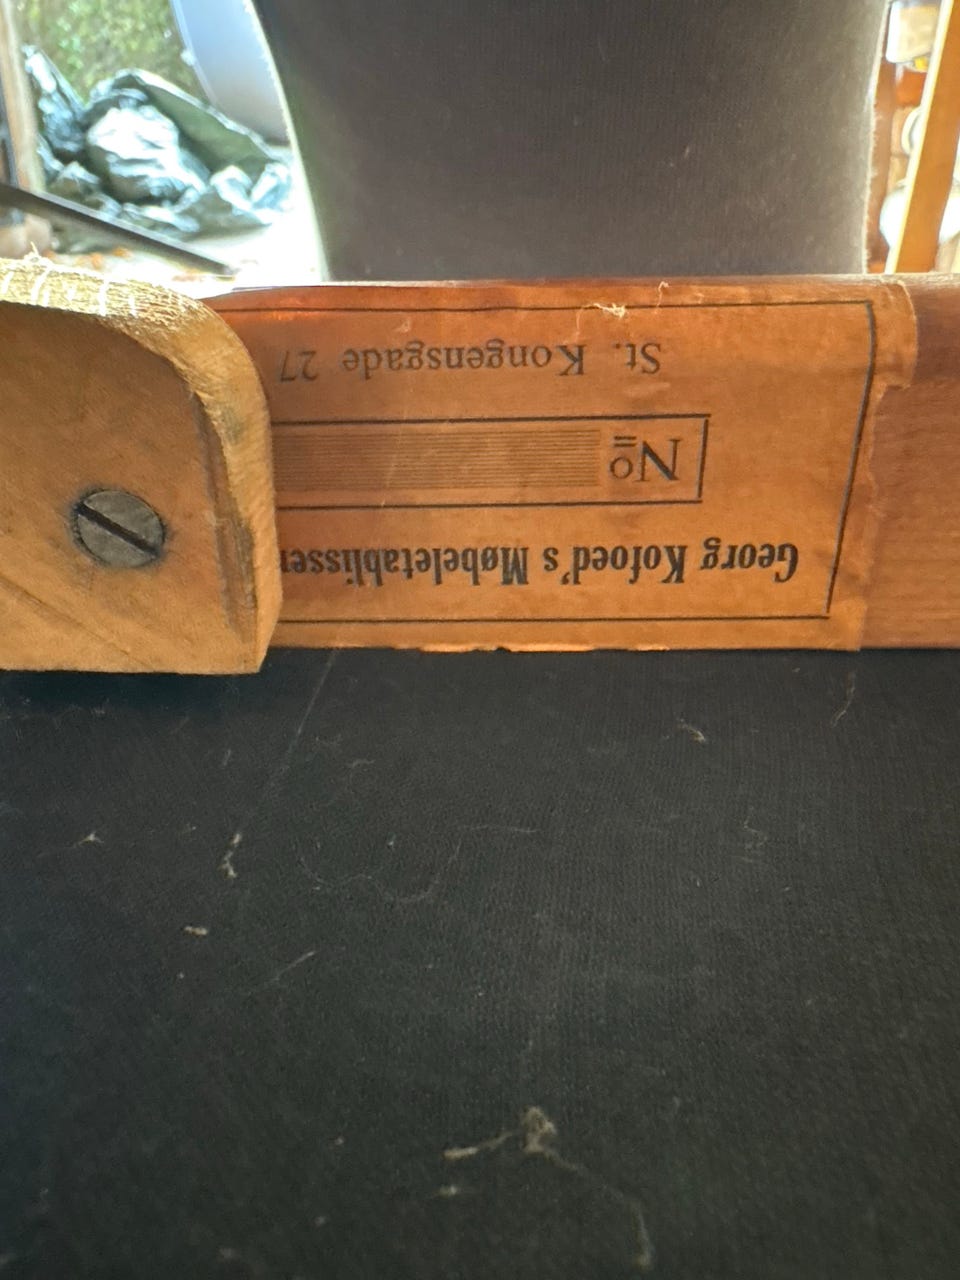 Georg Kofoed's Møbeletablisse
No
St. Kongensgade 27